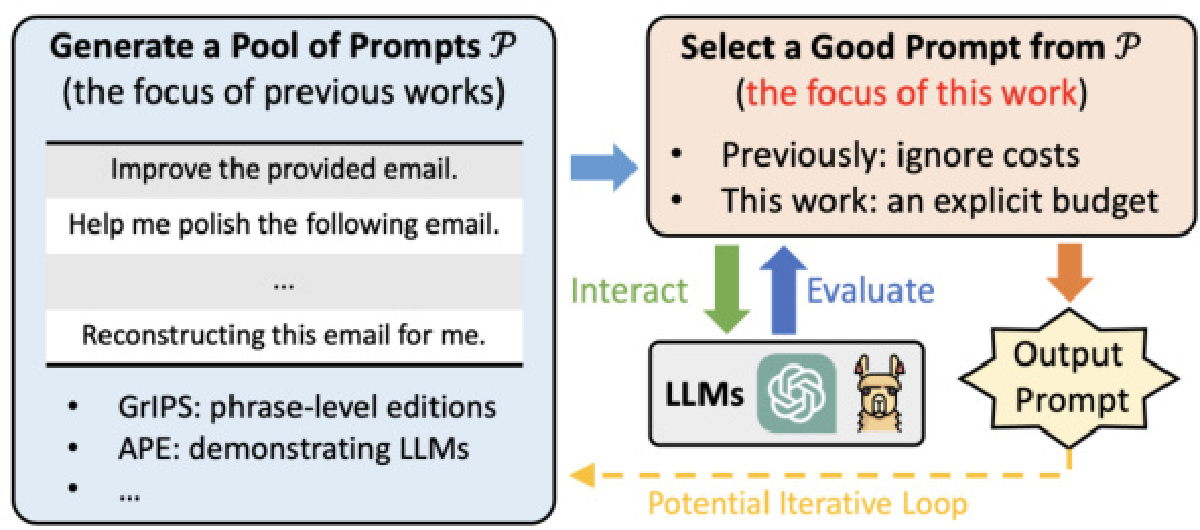 Generate a Pool of Prompts 𝒫
(the focus of previous works)
Improve the provided email.
Help me polish the following email.
...
Reconstructing this email for me.
• GrIPS: phrase-level editions
• APE: demonstrating LLMs
• ...
Select a Good Prompt from 𝒫
(the focus of this work)
• Previously: ignore costs
• This work: an explicit budget
Interact
Evaluate
LLMs
Output
Prompt
Potential Iterative Loop